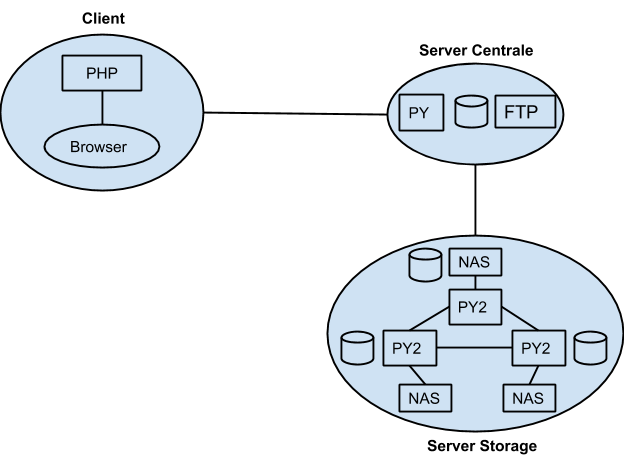 Client
PHP
Browser
Server Centrale
PY
FTP
NAS
PY2
PY2
PY2
NAS
NAS
Server Storage